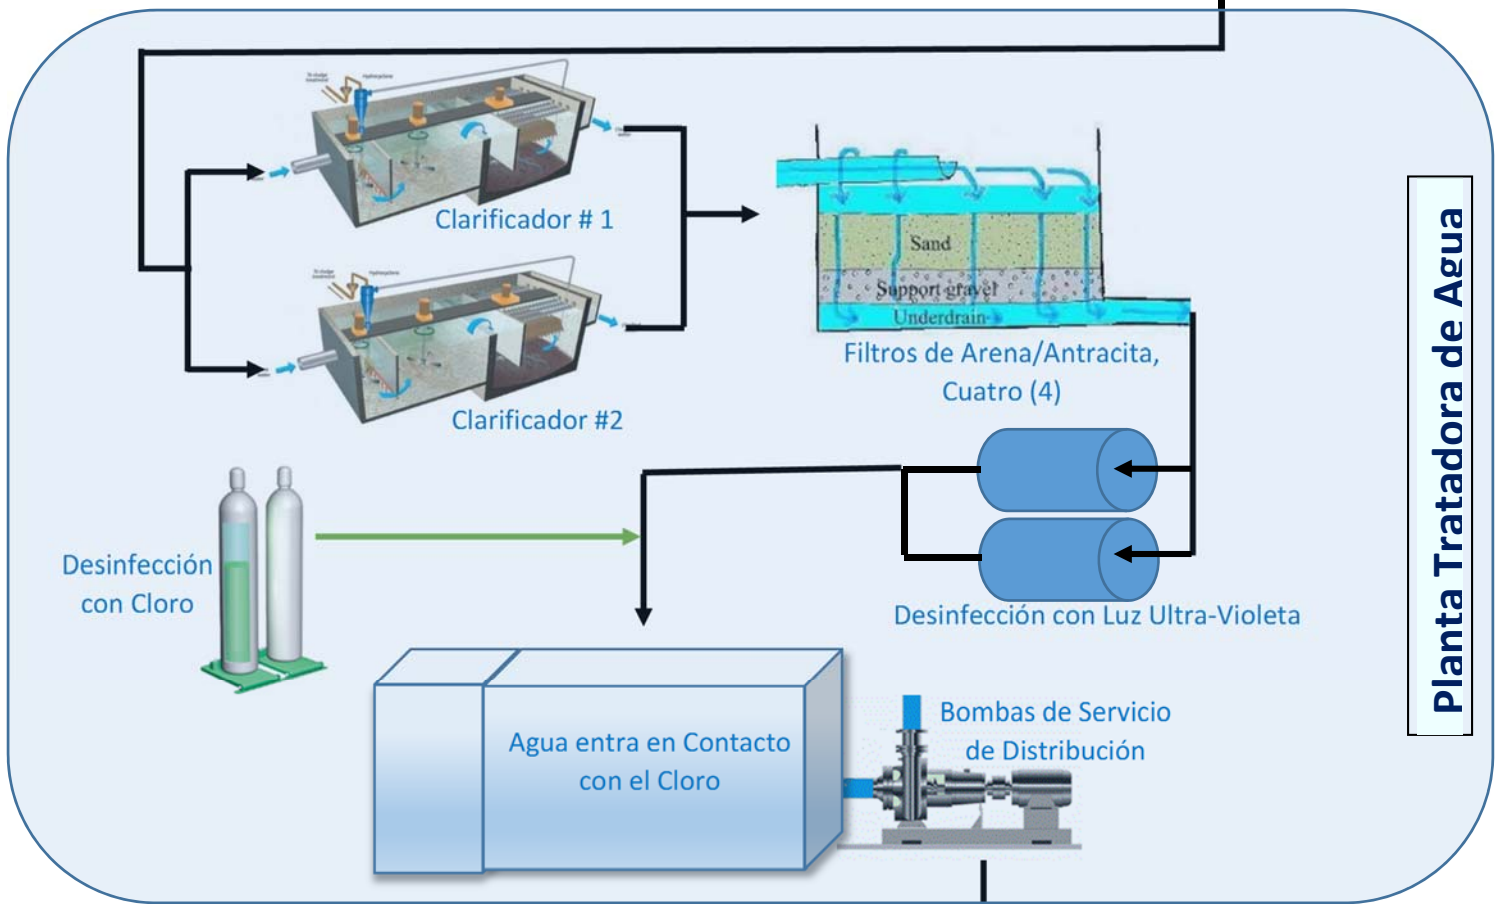 Clarificador # 1
Clarificador #2
Sand
Support gravel
Underdrain
Filtros de Arena/Antracita,
Cuatro (4)
Desinfección con Luz Ultra-Violeta
Desinfección
con Cloro
Agua entra en Contacto
con el Cloro
Bombas de Servicio
de Distribución
Planta Tratadora de Agua